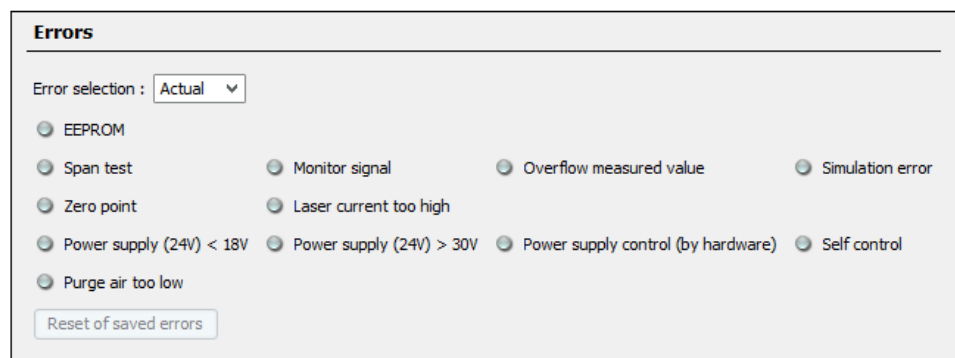 Errors
Error selection : Actual
EEPROM
Span test Monitor signal Overflow measured value Simulation error
Zero point Laser current too high
Power supply (24V) < 18V Power supply (24V) > 30V Power supply control (by hardware) Self control
Purge air too low
Reset of saved errors